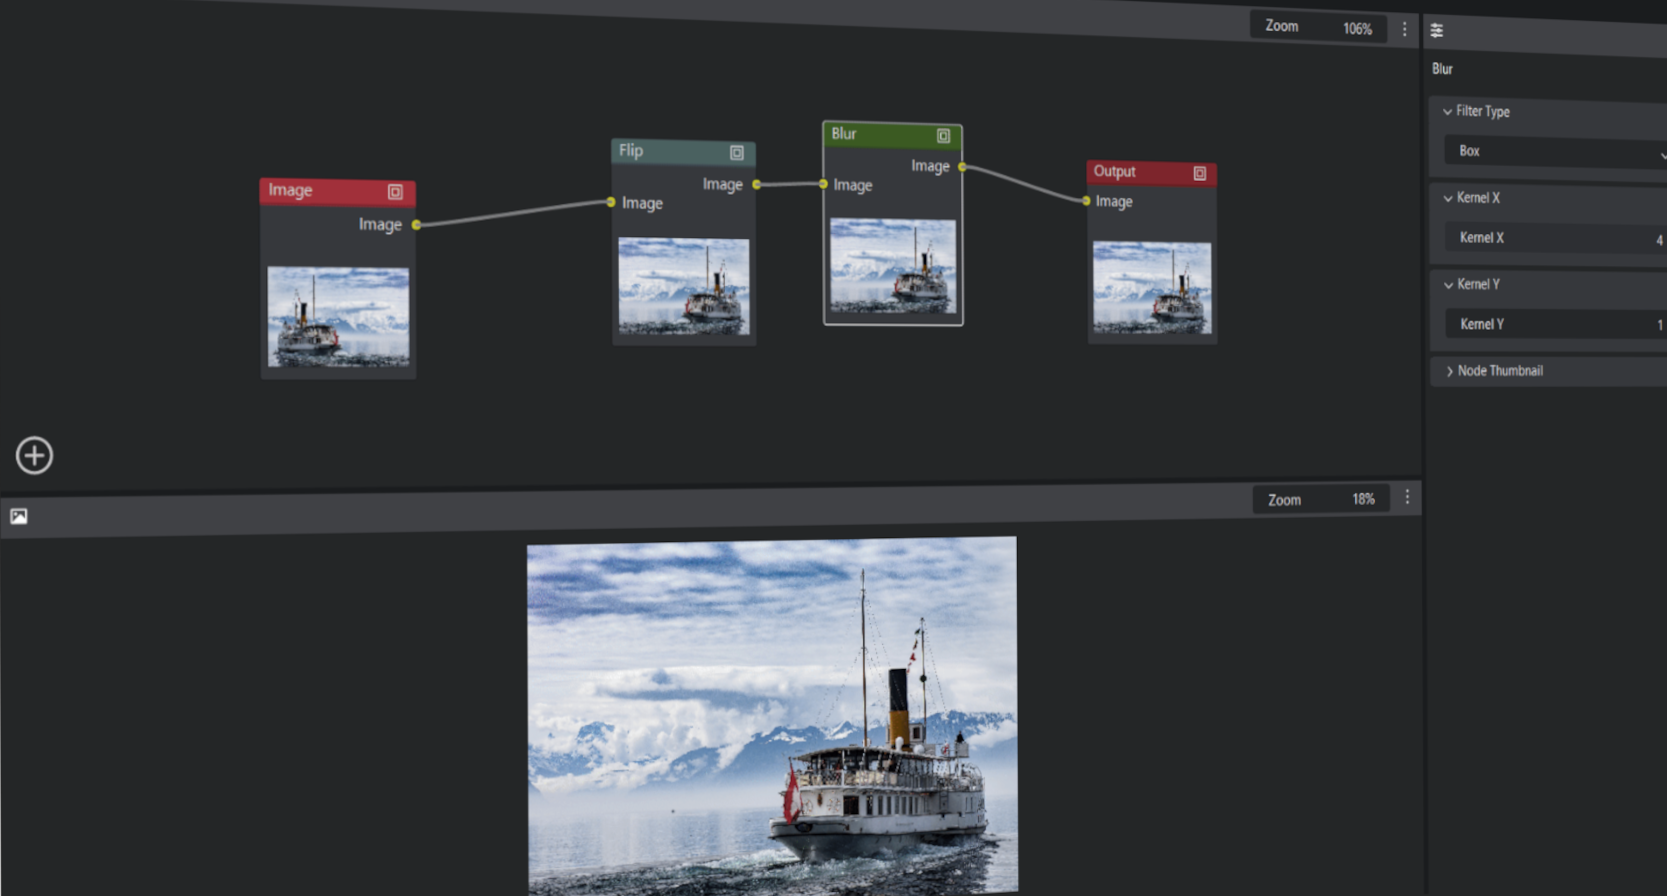 Zoom 106%
Blur
Filter Type
Box
Kernel X
Kernel X 4
Kernel Y
Kernel Y 1
Node Thumbnail
Image
Image
Flip
Image
Image
Blur
Image
Image
Output
Image
Zoom 18%